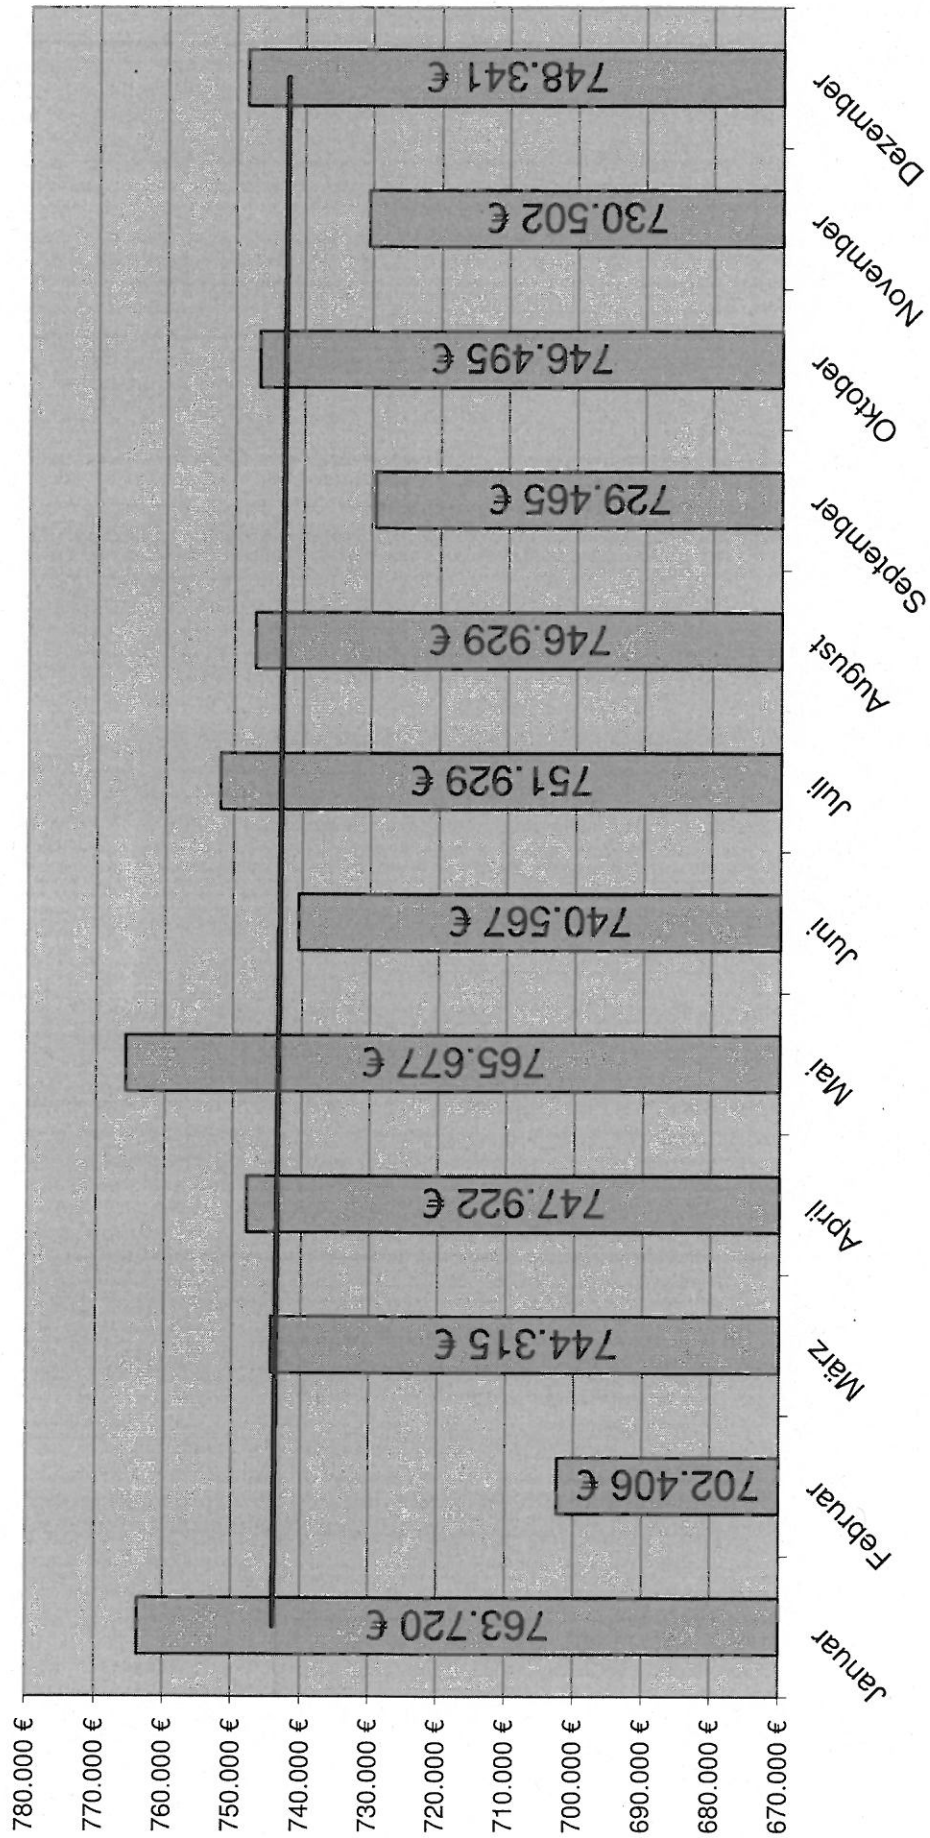 780.000 €
770.000 €
760.000 €
750.000 €
740.000 €
730.000 €
720.000 €
710.000 €
700.000 €
690.000 €
680.000 €
670.000 €
763.720 €
702.406 €
744.315 €
747.922 €
765.677 €
740.567 €
751.929 €
746.929 €
729.465 €
746.495 €
730.502 €
748.341 €
Januar
Februar
März
April
Mai
Juni
Juli
August
September
Oktober
November
Dezember